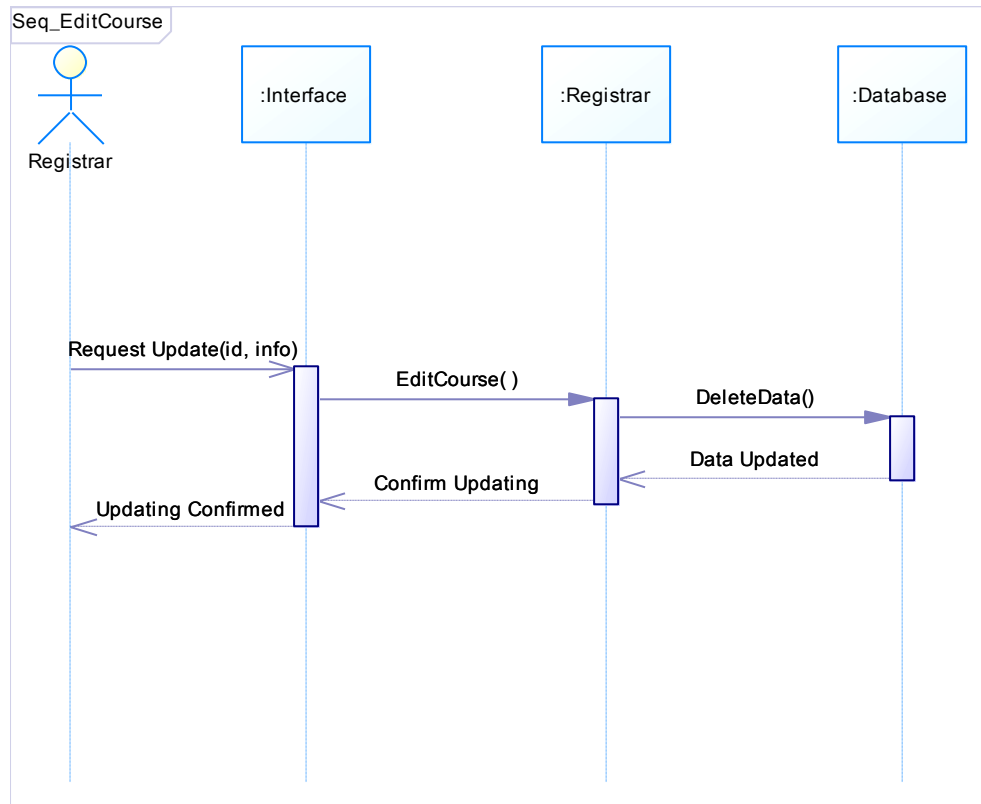 Seq_EditCourse
:Interface
:Registrar
:Database
Registrar
Request Update(id, info)
EditCourse( )
DeleteData()
Data Updated
Confirm Updating
Updating Confirmed